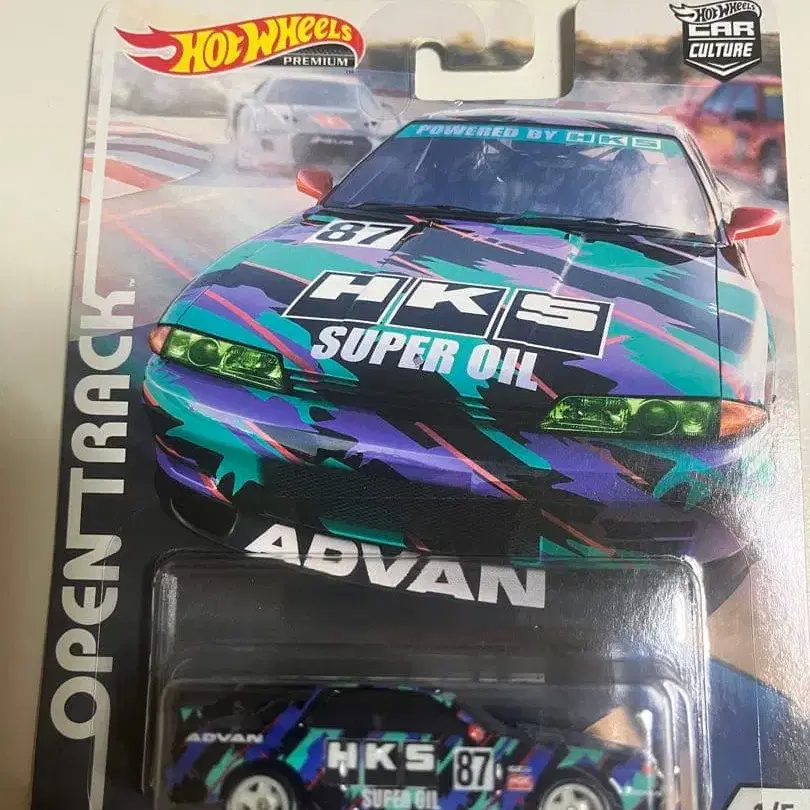 Hot Wheels
PREMIUM
Hot Wheels
CAR
CULTURE
POWERED BY HKS
87
HKS
SUPER OIL
ADVAN
OPEN TRACK™
ADVAN
HKS
87
SUPER OIL